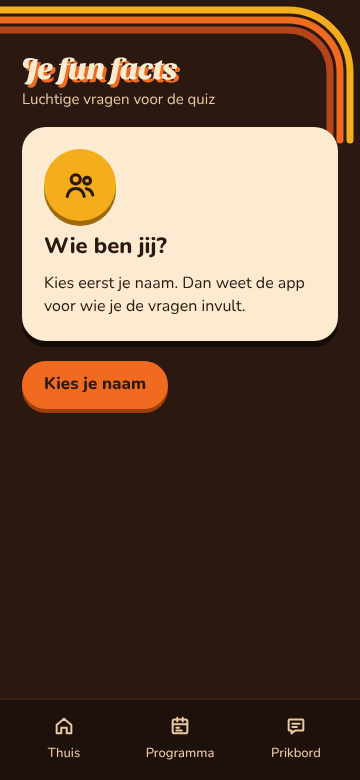 Je fun facts
Luchtige vragen voor de quiz
Wie ben jij?
Kies eerst je naam. Dan weet de app
voor wie je de vragen invult.
Kies je naam
Thuis
Programma
Prikbord